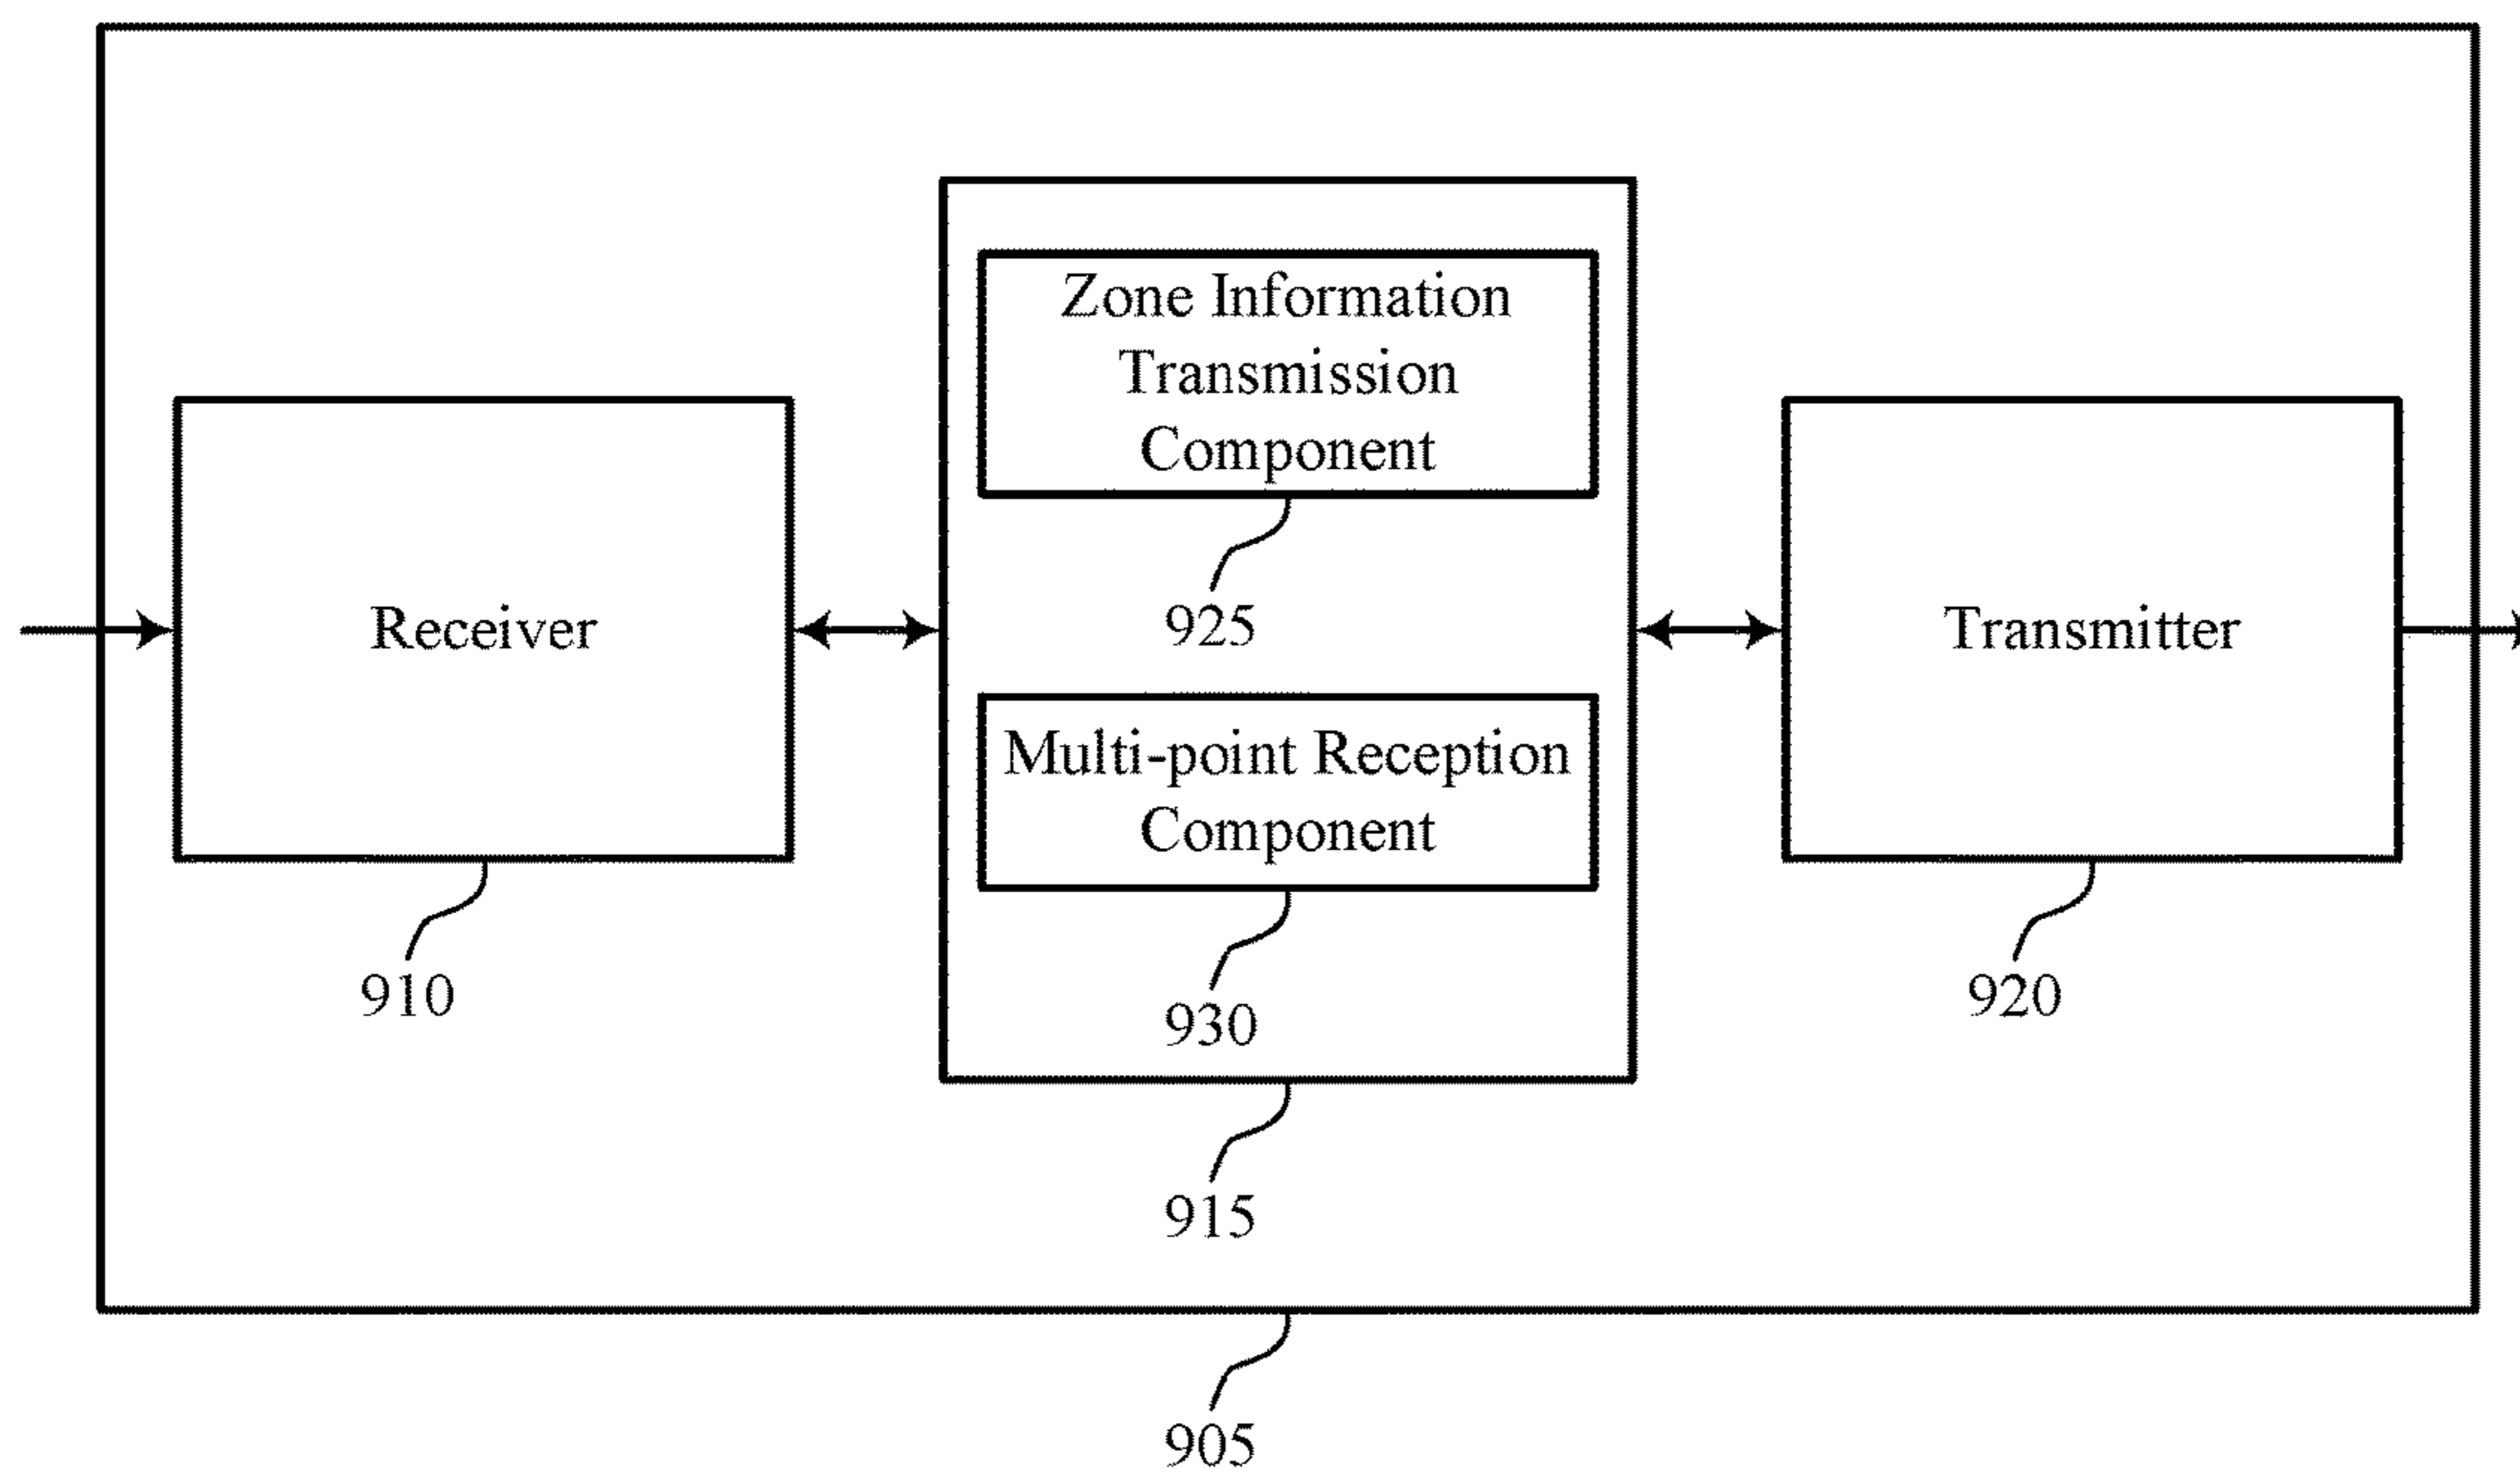 Zone Information
Transmission
Component
925
Receiver
Transmitter
Multi-point Reception
Component
910
930
920
915
905